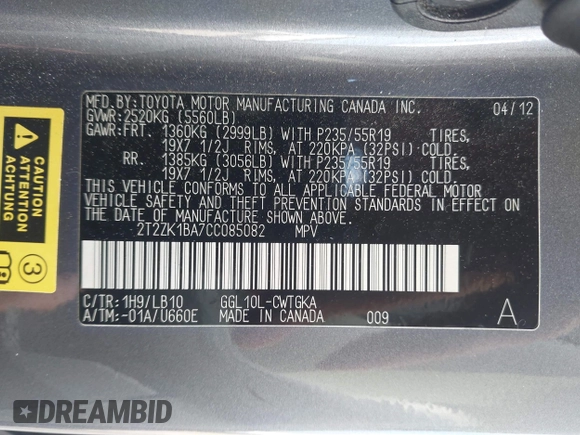 MFD.BY:TOYOTA MOTOR MANUFACTURING CANADA INC. 04/12
GVWR:2520KG (5560LB)
GAWR:FRT. 1360KG (2999LB) WITH P235/55R19 TIRES,
19X7 1/2J RIMS, AT 220KPA (32PSI) COLD.
RR. 1385KG (3056LB) WITH P235/55R19 TIRES,
19X7 1/2J RIMS, AT 220KPA (32PSI) COLD.
THIS VEHICLE CONFORMS TO ALL APPLICABLE FEDERAL MOTOR
VEHICLE SAFETY AND THEFT PREVENTION STANDARDS IN EFFECT
ON THE DATE OF MANUFACTURE SHOWN ABOVE.
2T2ZK1BA7CC085082 MPV
C/TR:1H9/LB10 GGL10L-CWTGKA A
A/TM:-01A/U660E MADE IN CANADA 009
CAUTION
ATTENTION
3
DREAMBID